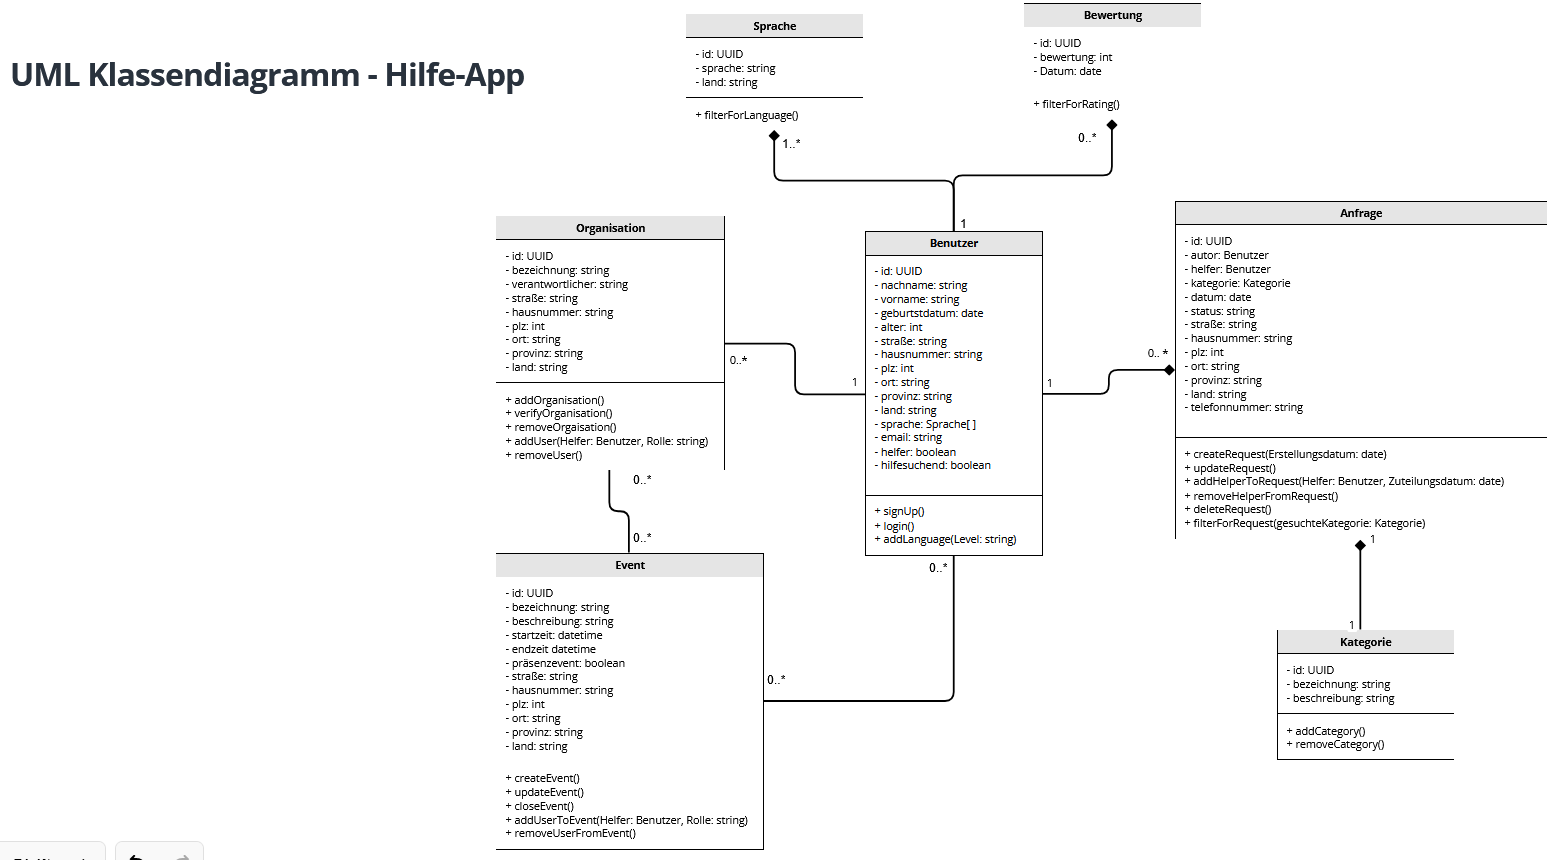 UML Klassendiagramm - Hilfe-App
Sprache
- id: UUID
- sprache: string
- land: string
+ filterForLanguage()
1..*
Bewertung
- id: UUID
- bewertung: int
- Datum: date
+ filterForRating()
0..*
1
Organisation
- id: UUID
- bezeichnung: string
- verantwortlicher: string
- straße: string
- hausnummer: string
- plz: int
- ort: string
- provinz: string
- land: string
+ addOrganisation()
+ verifyOrganisation()
+ removeOrgaisation()
+ addUser(Helfer: Benutzer, Rolle: string)
+ removeUser()
0..*
1
0..*
0..*
Benutzer
- id: UUID
- nachname: string
- vorname: string
- geburtstdatum: date
- alter: int
- straße: string
- hausnummer: string
- plz: int
- ort: string
- provinz: string
- land: string
- sprache: Sprache[ ]
- email: string
- helfer: boolean
- hilfesuchend: boolean
+ signUp()
+ login()
+ addLanguage(Level: string)
1
0.. *
0..*
0..*
Anfrage
- id: UUID
- autor: Benutzer
- helfer: Benutzer
- kategorie: Kategorie
- datum: date
- status: string
- straße: string
- hausnummer: string
- plz: int
- ort: string
- provinz: string
- land: string
- telefonnummer: string
+ createRequest(Erstellungsdatum: date)
+ updateRequest()
+ addHelperToRequest(Helfer: Benutzer, Zuteilungsdatum: date)
+ removeHelperFromRequest()
+ deleteRequest()
+ filterForRequest(gesuchteKategorie: Kategorie)
1
1
Event
- id: UUID
- bezeichnung: string
- beschreibung: string
- startzeit: datetime
- endzeit datetime
- präsenzevent: boolean
- straße: string
- hausnummer: string
- plz: int
- ort: string
- provinz: string
- land: string
+ createEvent()
+ updateEvent()
+ closeEvent()
+ addUserToEvent(Helfer: Benutzer, Rolle: string)
+ removeUserFromEvent()
Kategorie
- id: UUID
- bezeichnung: string
- beschreibung: string
+ addCategory()
+ removeCategory()